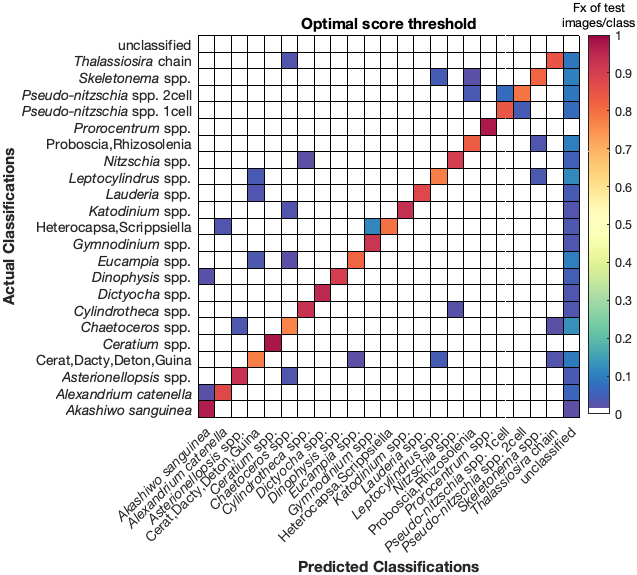 Optimal score threshold
Fx of test
images/class
unclassified
Thalassiosira chain
Skeletonema spp.
Pseudo-nitzschia spp. 2cell
Pseudo-nitzschia spp. 1cell
Prorocentrum spp.
Proboscia,Rhizosolenia
Nitzschia spp.
Leptocylindrus spp.
Lauderia spp.
Katodinium spp.
Heterocapsa,Scrippsiella
Gymnodinium spp.
Eucampia spp.
Dinophysis spp.
Dictyocha spp.
Cylindrotheca spp.
Chaetoceros spp.
Ceratium spp.
Cerat,Dacty,Deton,Guina
Asterionellopsis spp.
Alexandrium catenella
Akashiwo sanguinea
Actual Classifications
1
0.9
0.8
0.7
0.6
0.5
0.4
0.3
0.2
0.1
0
Akashiwo sanguinea
Alexandrium catenella
Asterionellopsis spp.
Cerat,Dacty,Deton,Guina
Ceratium spp.
Chaetoceros spp.
Cylindrotheca spp.
Dictyocha spp.
Dinophysis spp.
Eucampia spp.
Gymnodinium spp.
Heterocapsa,Scrippsiella
Katodinium spp.
Lauderia spp.
Leptocylindrus spp.
Nitzschia spp.
Proboscia,Rhizosolenia
Prorocentrum spp.
Pseudo-nitzschia spp. 1cell
Pseudo-nitzschia spp. 2cell
Skeletonema spp.
Thalassiosira chain
unclassified
Predicted Classifications